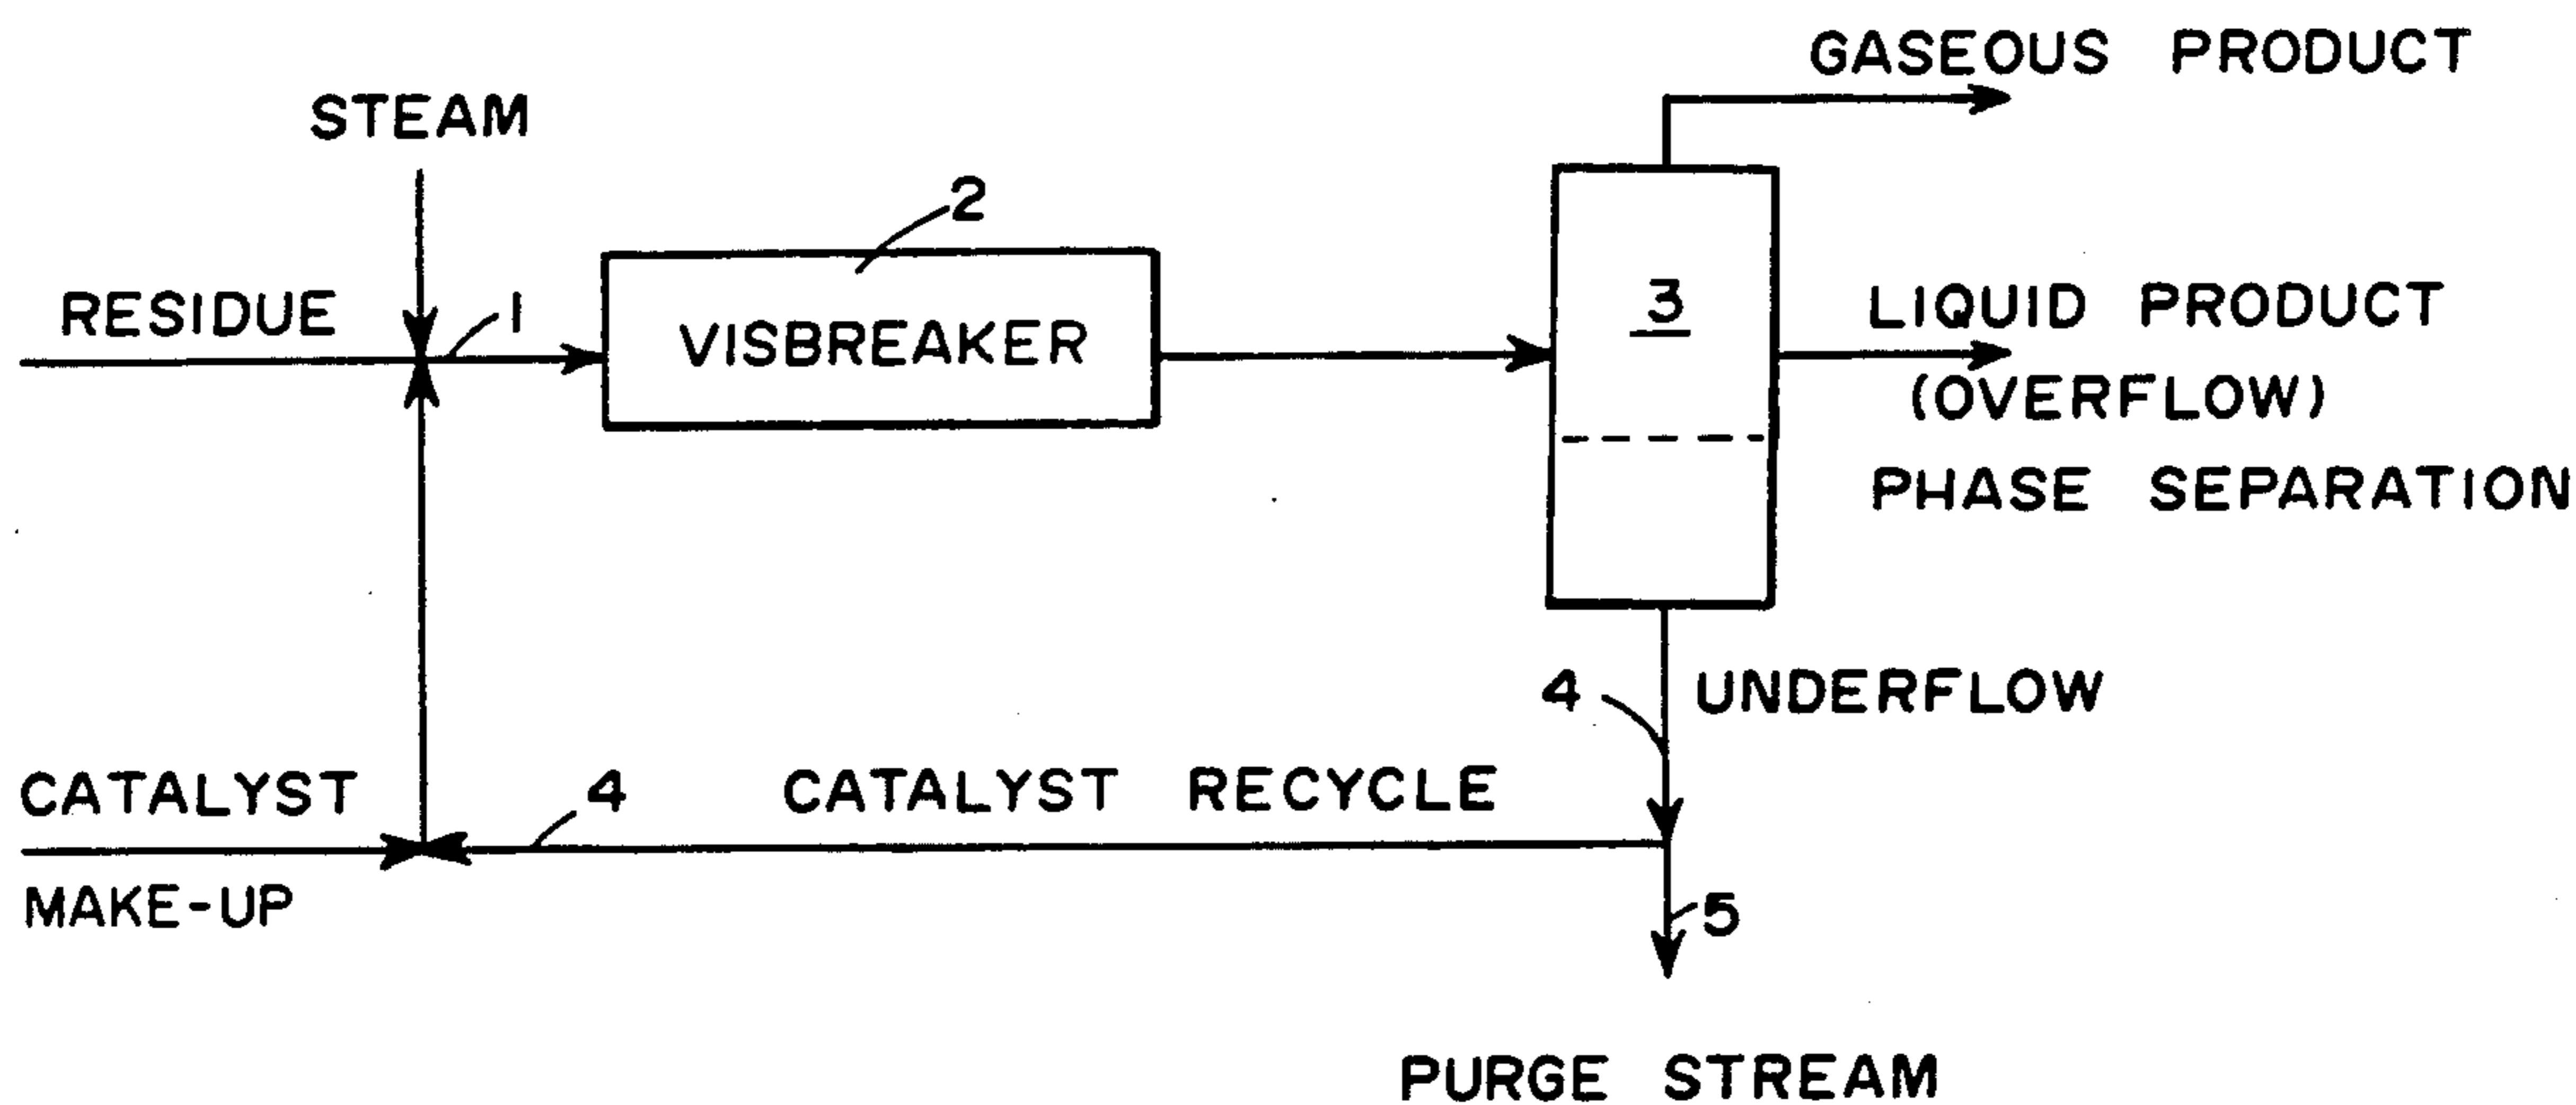 GASEOUS PRODUCT
STEAM
2
RESIDUE
1
VISBREAKER
3
LIQUID PRODUCT
(OVERFLOW)
PHASE SEPARATION
4
UNDERFLOW
CATALYST
4
CATALYST RECYCLE
MAKE-UP
5
PURGE STREAM